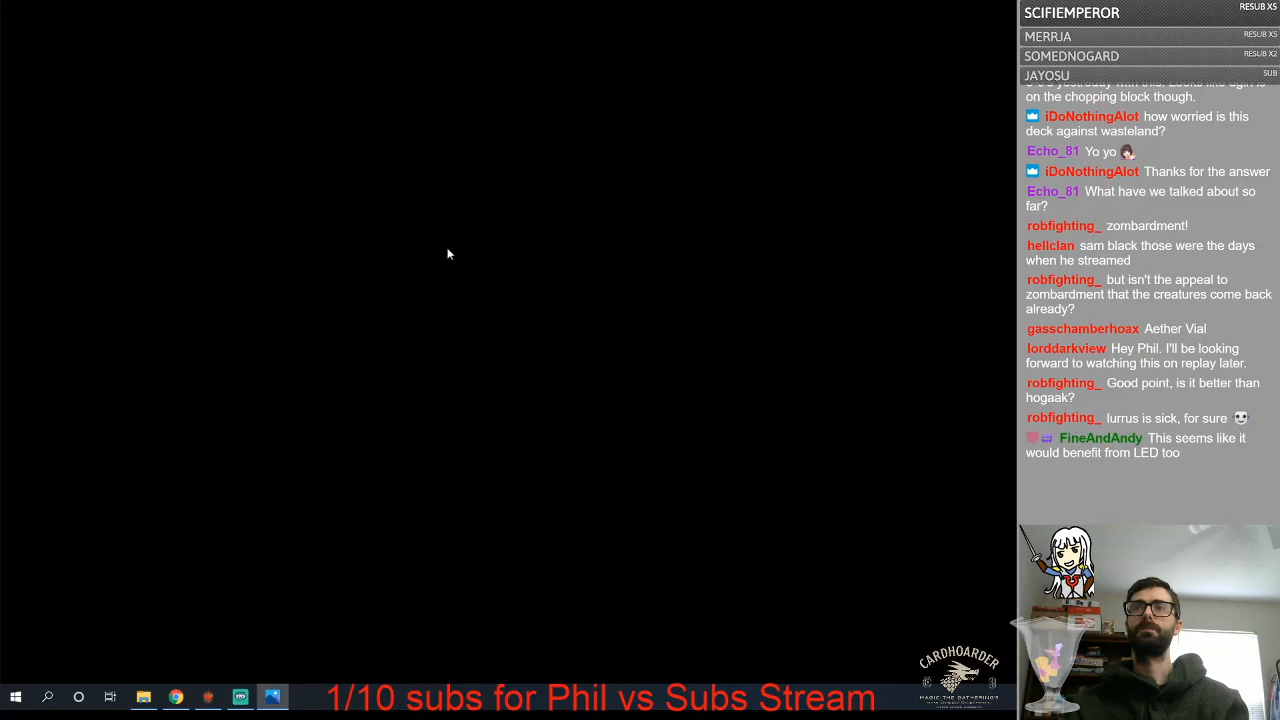 SCIFIEMPEROR RESUB X5
MERRJA RESUB X5
SOMEDNOGARD RESUB X2
JAYOSU SUB
on the chopping block though.
iDoNothingAlot how worried is this
deck against wasteland?
Echo_81 Yo yo
iDoNothingAlot Thanks for the answer
Echo_81 What have we talked about so
far?
robfighting_ zombardment!
hellclan sam black those were the days
when he streamed
robfighting_ but isn't the appeal to
zombardment that the creatures come back
already?
gasschamberhoax Aether Vial
lorddarkview Hey Phil. I'll be looking
forward to watching this on replay later.
robfighting_ Good point, is it better than
hogaak?
robfighting_ lurrus is sick, for sure
FineAndAndy This seems like it
would benefit from LED too
CARDHOARDER
MAGIC: THE GATHERING'S
1/10 subs for Phil vs Subs Stream